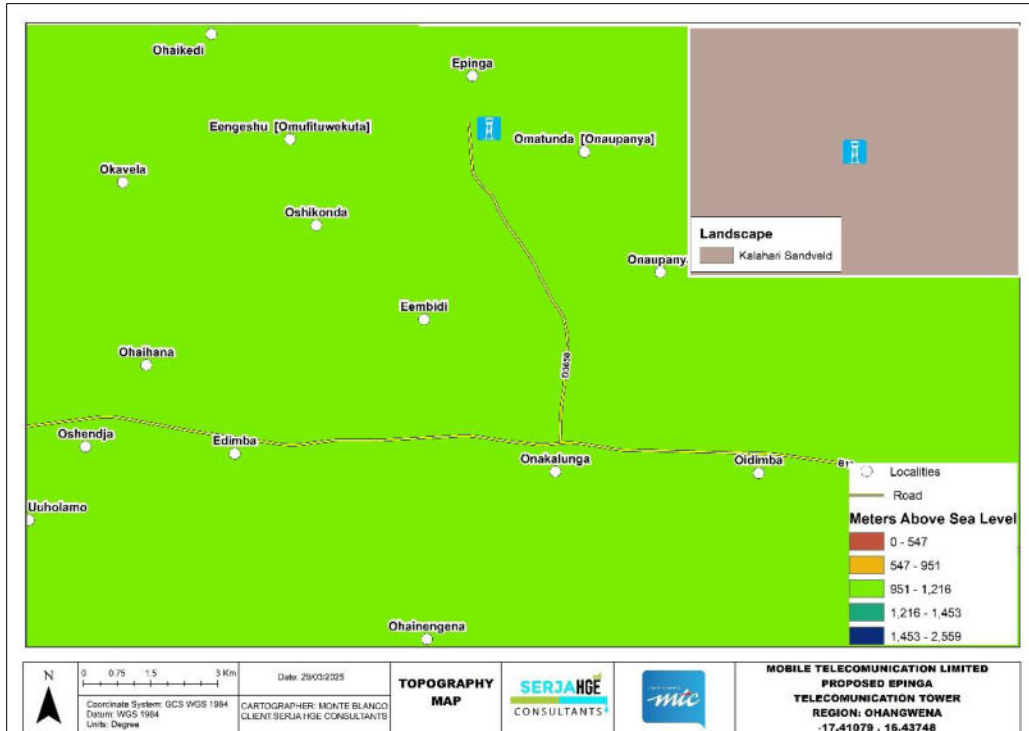 Ohaikedi
Epinga
Eengeshu [Omufituwekuta]
Omatunda [Onaupanya]
Okavela
Oshikonda
Onaupany
Eembidi
Ohaihana
D3650
Oshendja
Edimba
Onakalunga
Oidimba
B1
Uuholamo
Ohainengena
Landscape
Kalahari Sandveld
Localities
Road
Meters Above Sea Level
0 - 547
547 - 951
951 - 1,216
1,216 - 1,453
1,453 - 2,559
N
0 0.75 1.5 3 Km
Coordinate System: GCS WGS 1984
Datum: WGS 1984
Units: Degree
Date: 29/03/2025
CARTOGRAPHER: MONTE BLANCO
CLIENT:SERJA HGE CONSULTANTS
TOPOGRAPHY
MAP
SERJAHGE
CONSULTANTS
mtc
MOBILE TELECOMUNICATION LIMITED
PROPOSED EPINGA
TELECOMUNICATION TOWER
REGION: OHANGWENA
-17.41079 , 16.43748